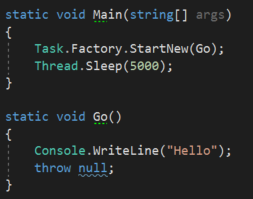 static void Main(string[] args)
{
Task.Factory.StartNew(Go);
Thread.Sleep(5000);
}
static void Go()
{
Console.WriteLine("Hello");
throw null;
}